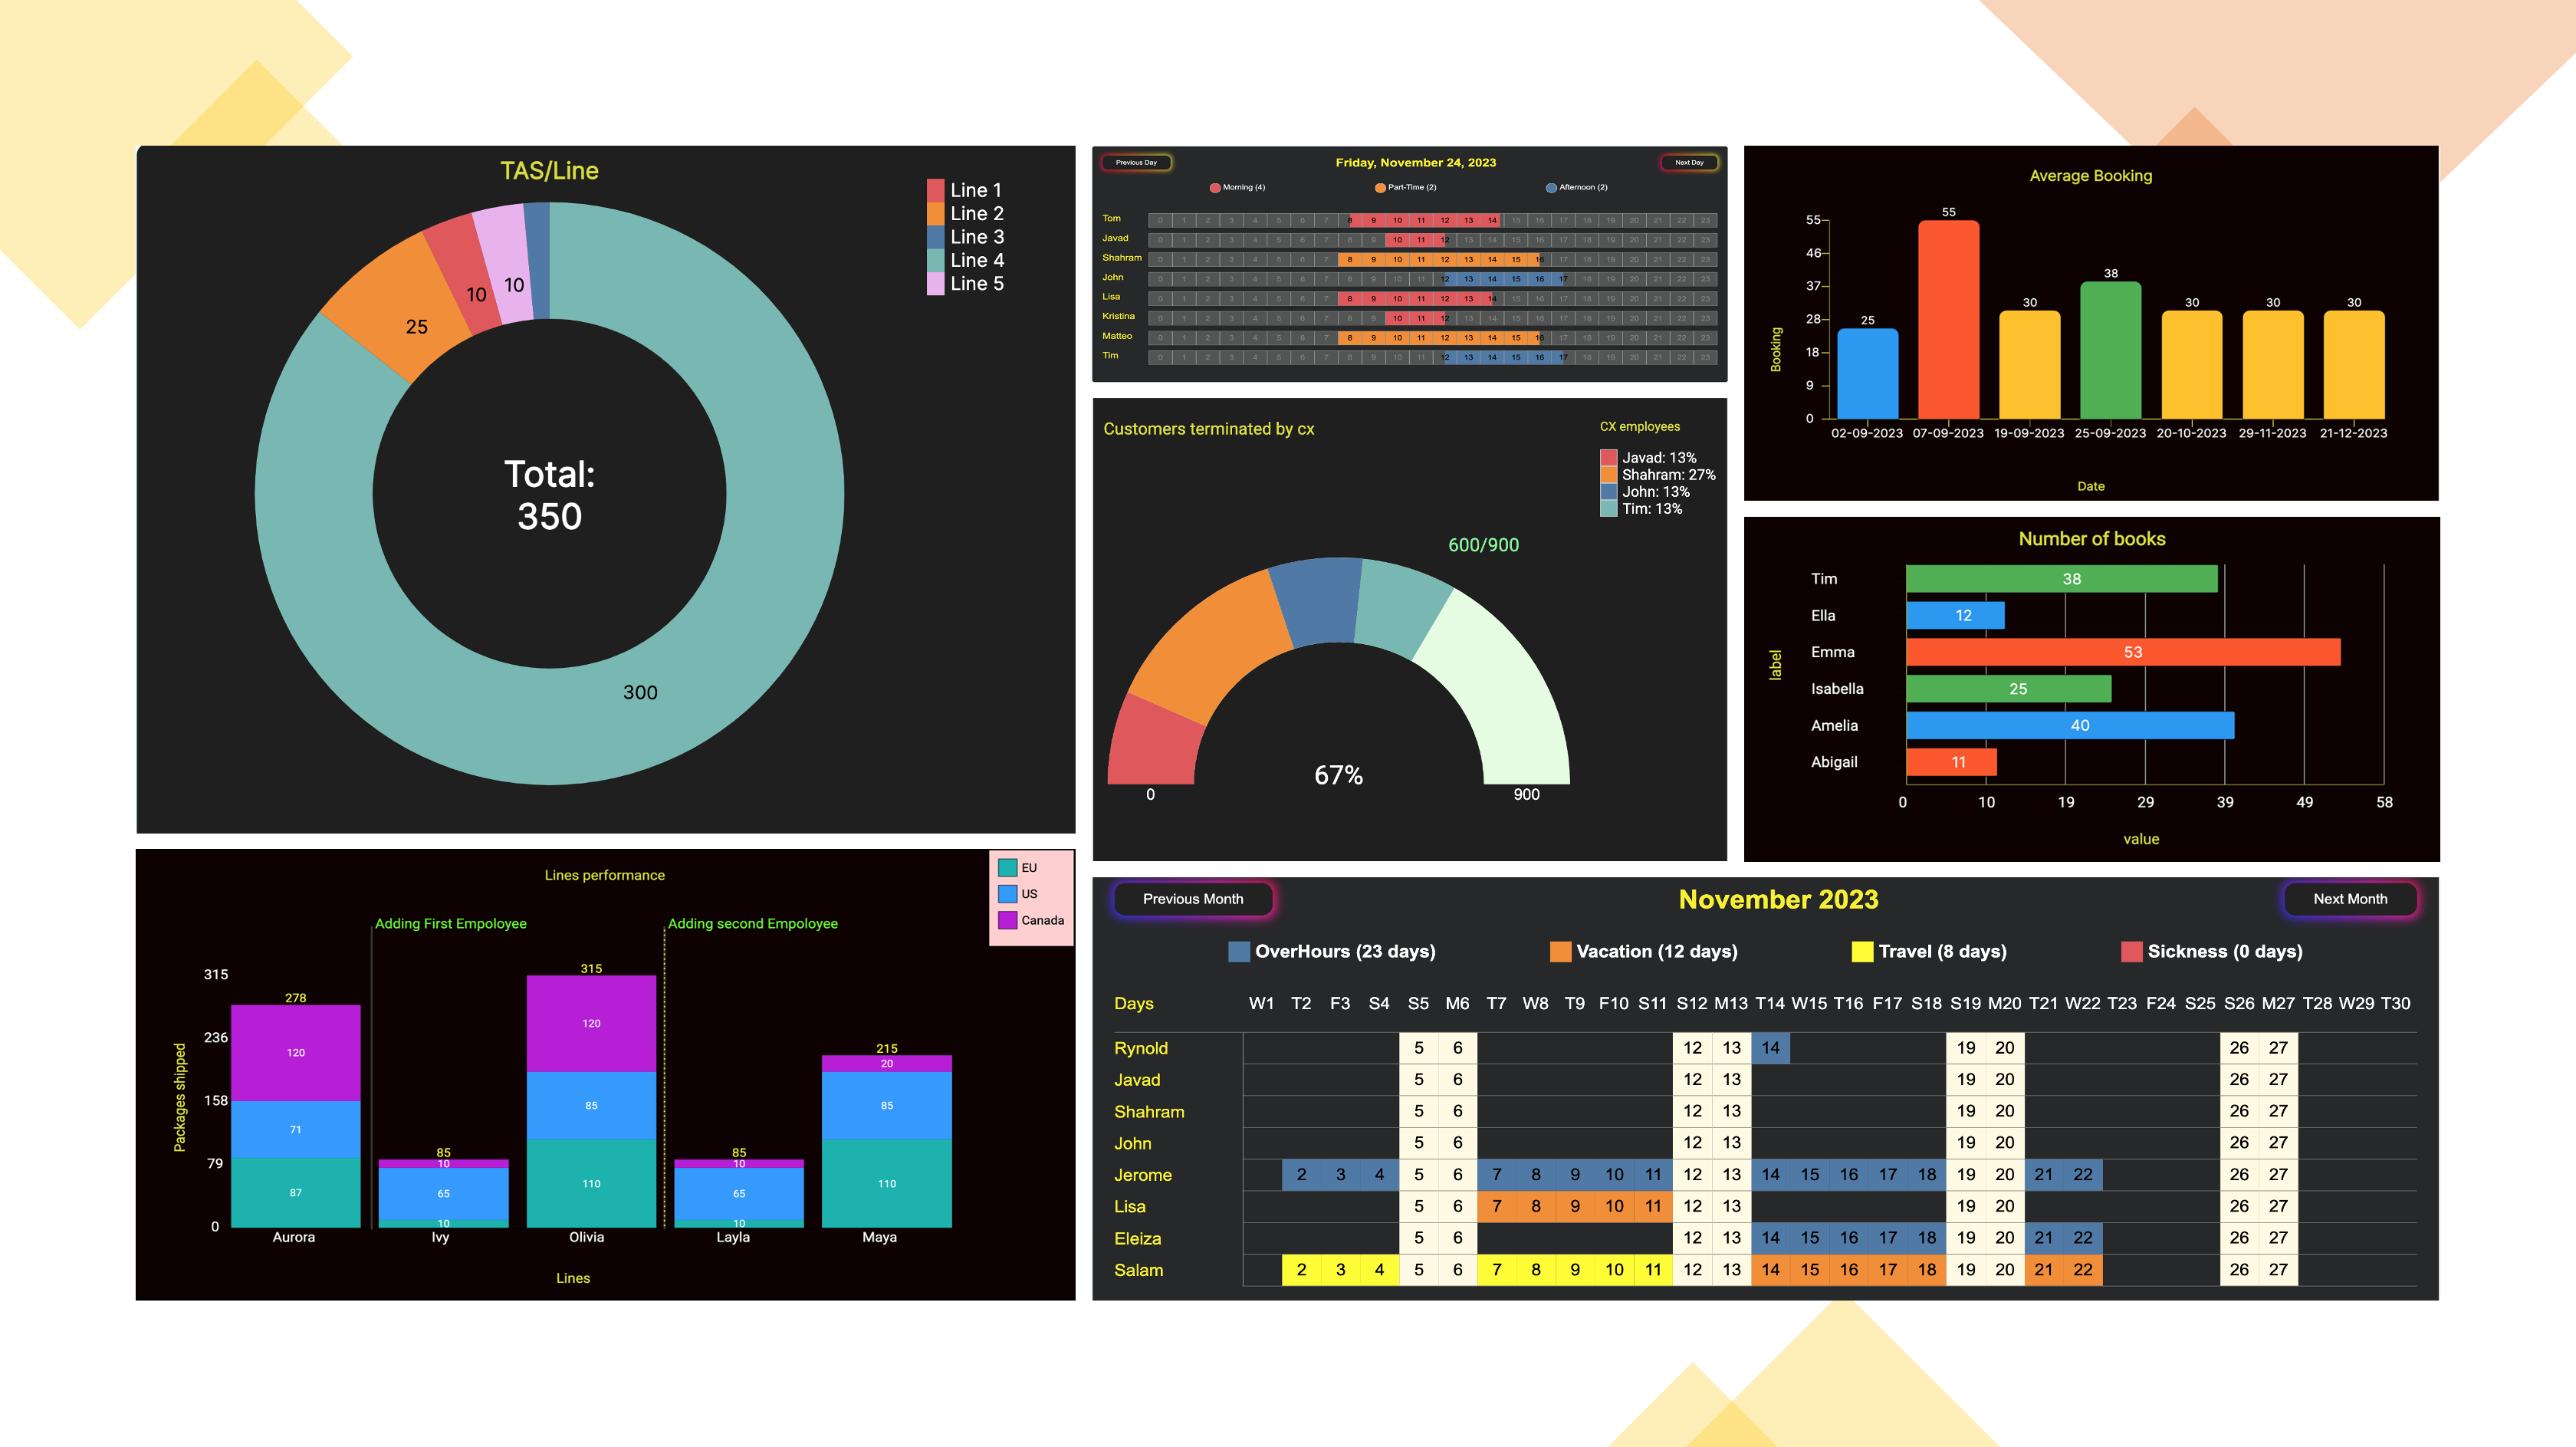 TAS/Line
Line 1
Line 2
Line 3
Line 4
Line 5
10
10
25
Total:
350
300
Previous Day
Friday, November 24, 2023
Next Day
Morning (4)
Part-Time (2)
Afternoon (2)
Tom 0 1 2 3 4 5 6 7 8 9 10 11 12 13 14 15 16 17 18 19 20 21 22 23
Javad 0 1 2 3 4 5 6 7 8 9 10 11 12 13 14 15 16 17 18 19 20 21 22 23
Shahram 0 1 2 3 4 5 6 7 8 9 10 11 12 13 14 15 16 17 18 19 20 21 22 23
John 0 1 2 3 4 5 6 7 8 9 10 11 12 13 14 15 16 17 18 19 20 21 22 23
Lisa 0 1 2 3 4 5 6 7 8 9 10 11 12 13 14 15 16 17 18 19 20 21 22 23
Kristina 0 1 2 3 4 5 6 7 8 9 10 11 12 13 14 15 16 17 18 19 20 21 22 23
Matteo 0 1 2 3 4 5 6 7 8 9 10 11 12 13 14 15 16 17 18 19 20 21 22 23
Tim 0 1 2 3 4 5 6 7 8 9 10 11 12 13 14 15 16 17 18 19 20 21 22 23
Customers terminated by cx
CX employees
Javad: 13%
Shahram: 27%
John: 13%
Tim: 13%
600/900
67%
0
900
Average Booking
55
46
37
28
18
9
0
Booking
25
55
30
38
30
30
30
02-09-2023 07-09-2023 19-09-2023 25-09-2023 20-10-2023 29-11-2023 21-12-2023
Date
Number of books
label
Tim 38
Ella 12
Emma 53
Isabella 25
Amelia 40
Abigail 11
0 10 19 29 39 49 58
value
Lines performance
EU
US
Canada
Adding First Empoloyee
Adding second Empoloyee
Packages shipped
315
236
158
79
0
278
120
71
87
85
10
65
10
315
120
85
110
85
10
65
10
215
20
85
110
Aurora Ivy Olivia Layla Maya
Lines
Previous Month
November 2023
Next Month
OverHours (23 days)
Vacation (12 days)
Travel (8 days)
Sickness (0 days)
Days W1 T2 F3 S4 S5 M6 T7 W8 T9 F10 S11 S12 M13 T14 W15 T16 F17 S18 S19 M20 T21 W22 T23 F24 S25 S26 M27 T28 W29 T30
Rynold 5 6 12 13 14 19 20 26 27
Javad 5 6 12 13 19 20 26 27
Shahram 5 6 12 13 19 20 26 27
John 5 6 12 13 19 20 26 27
Jerome 2 3 4 5 6 7 8 9 10 11 12 13 14 15 16 17 18 19 20 21 22 26 27
Lisa 5 6 7 8 9 10 11 12 13 19 20 26 27
Eleiza 5 6 12 13 14 15 16 17 18 19 20 21 22 26 27
Salam 2 3 4 5 6 7 8 9 10 11 12 13 14 15 16 17 18 19 20 21 22 26 27